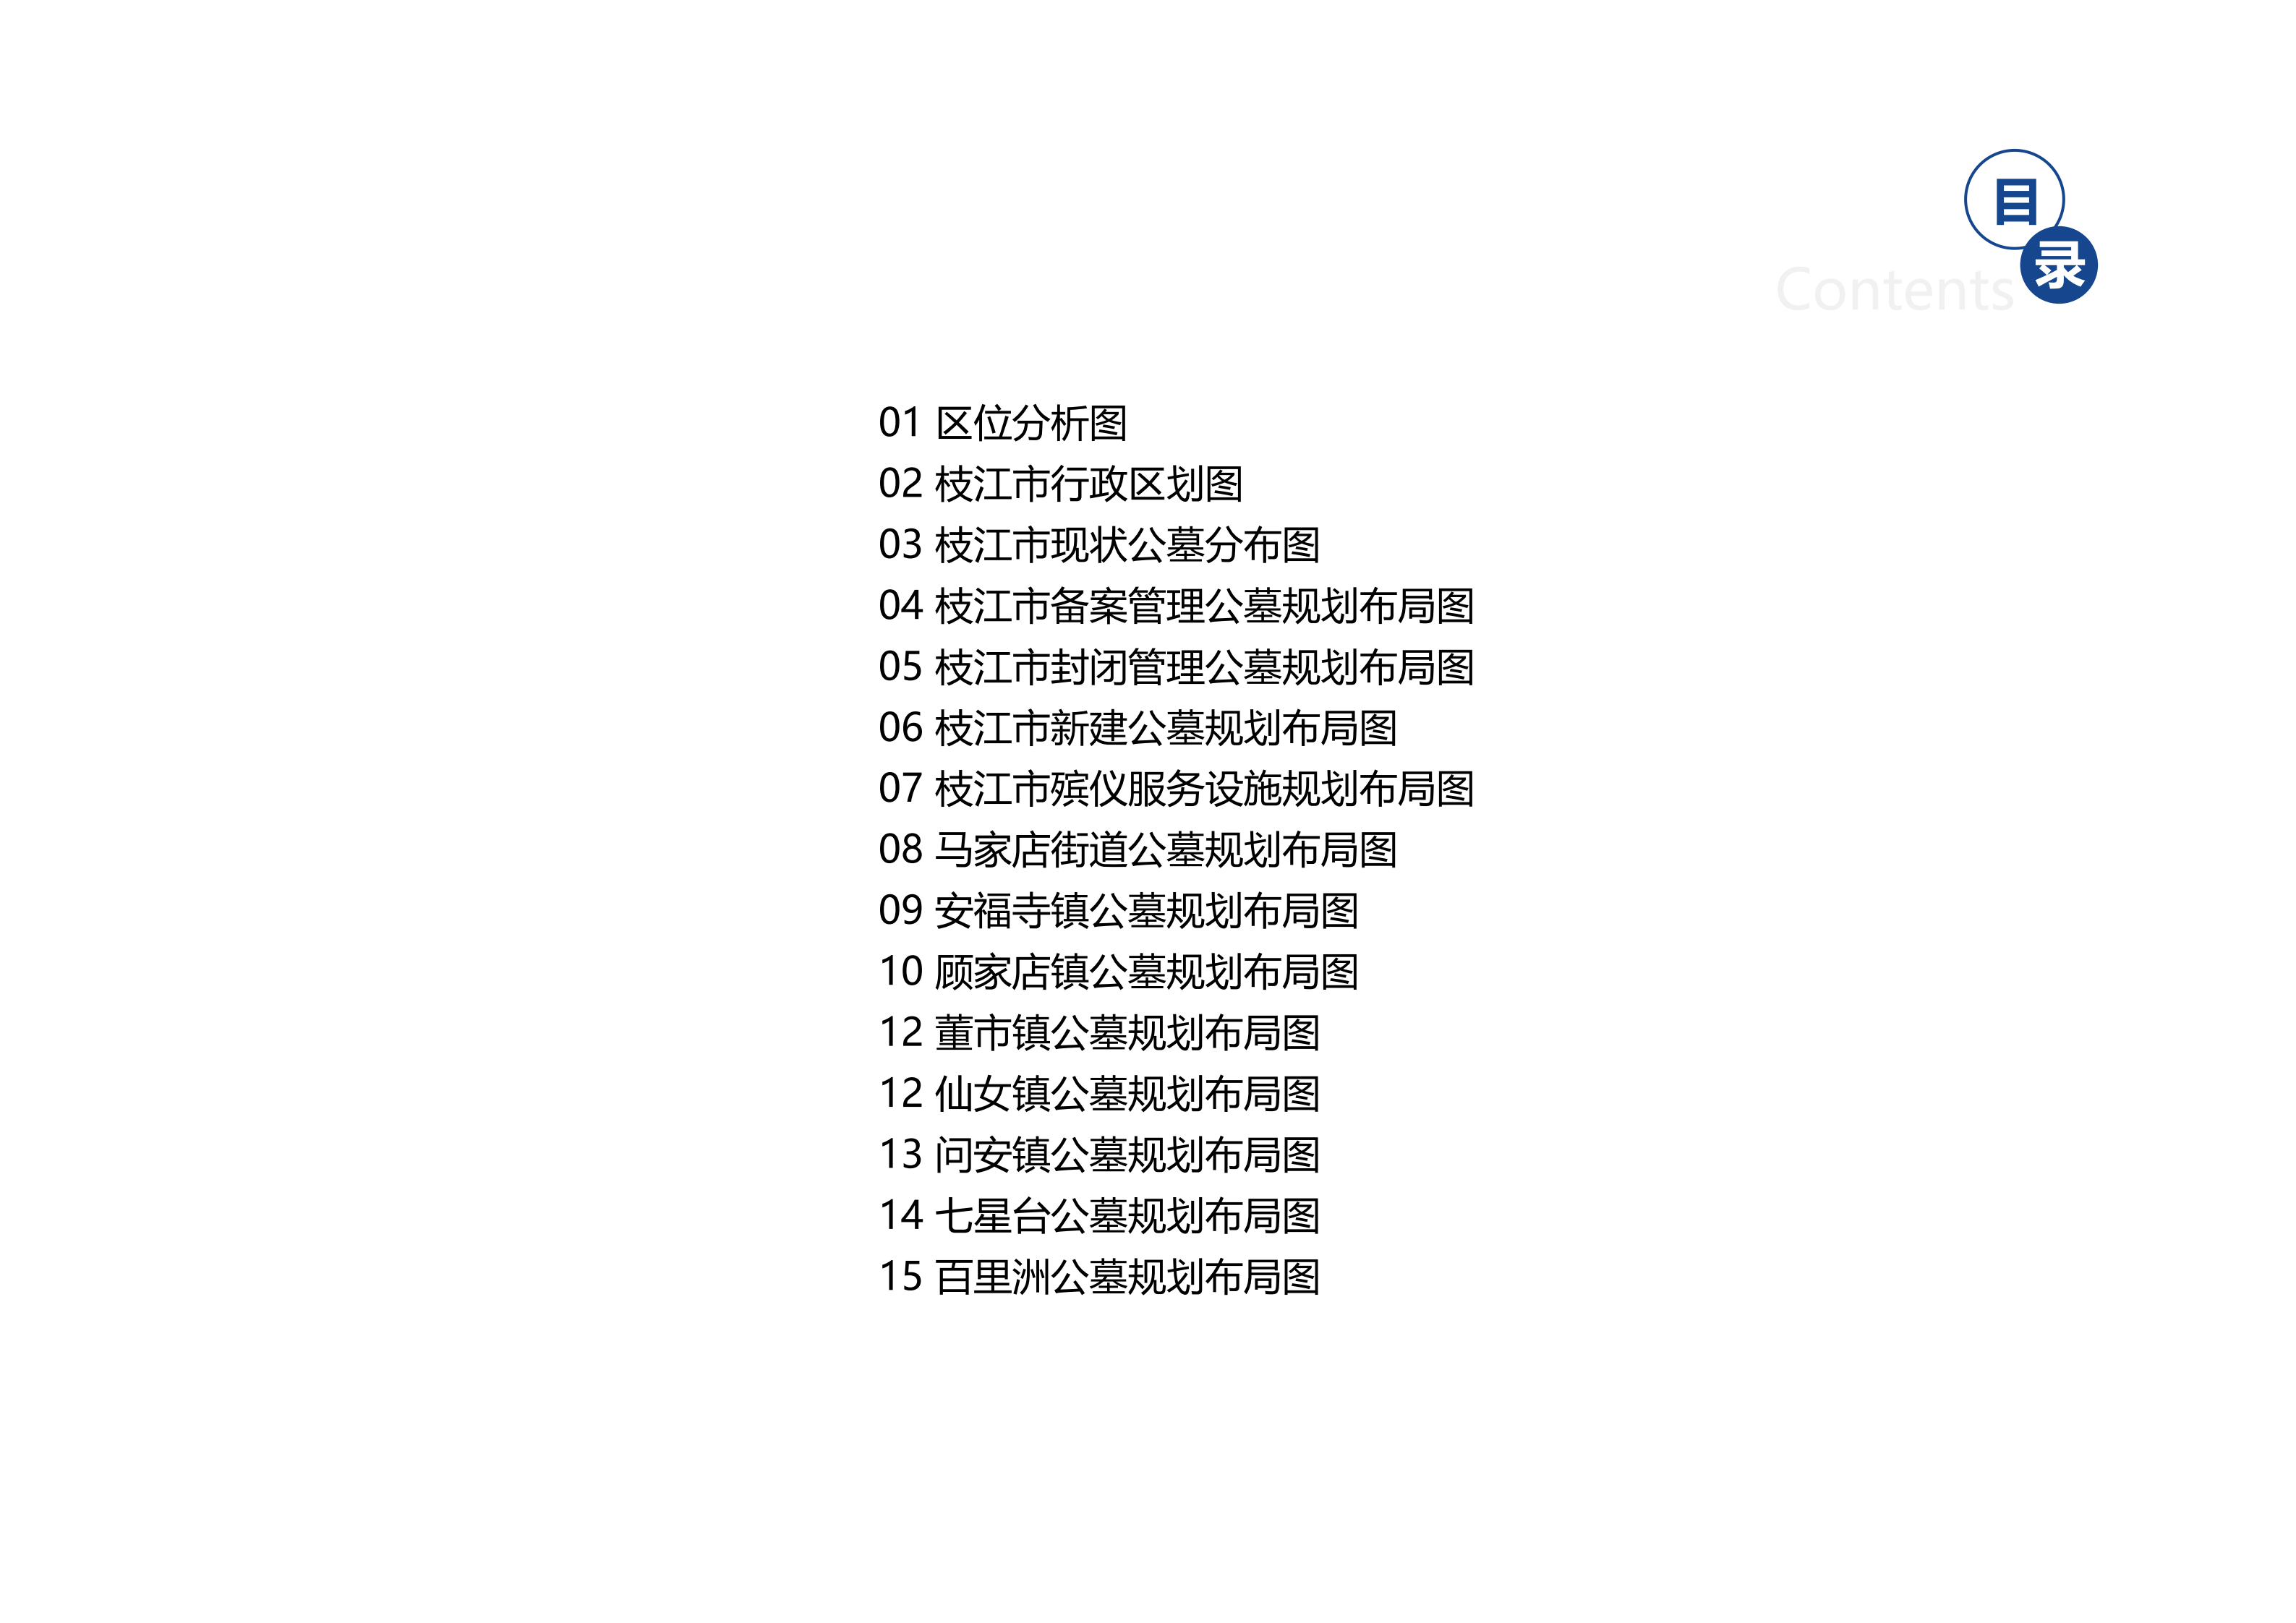 目
录
Contents
01 区位分析图
02 枝江市行政区划图
03 枝江市现状公墓分布图
04 枝江市备案管理公墓规划布局图
05 枝江市封闭管理公墓规划布局图
06 枝江市新建公墓规划布局图
07 枝江市殡仪服务设施规划布局图
08 马家店街道公墓规划布局图
09 安福寺镇公墓规划布局图
10 顾家店镇公墓规划布局图
12 董市镇公墓规划布局图
12 仙女镇公墓规划布局图
13 问安镇公墓规划布局图
14 七星台公墓规划布局图
15 百里洲公墓规划布局图